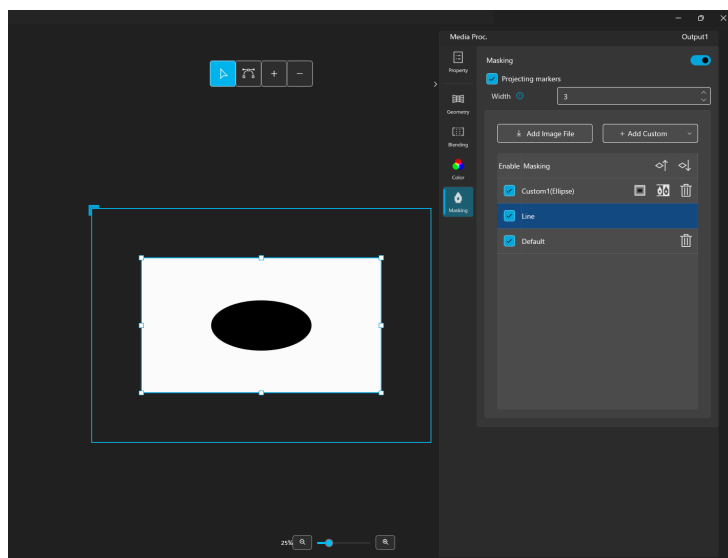 Media Proc. Output1
Property
Masking
Projecting markers
Width 3
Geometry
Add Image File + Add Custom
Blending
Enable Masking
Color
Custom1(Ellipse)
Masking
Line
Default
25%